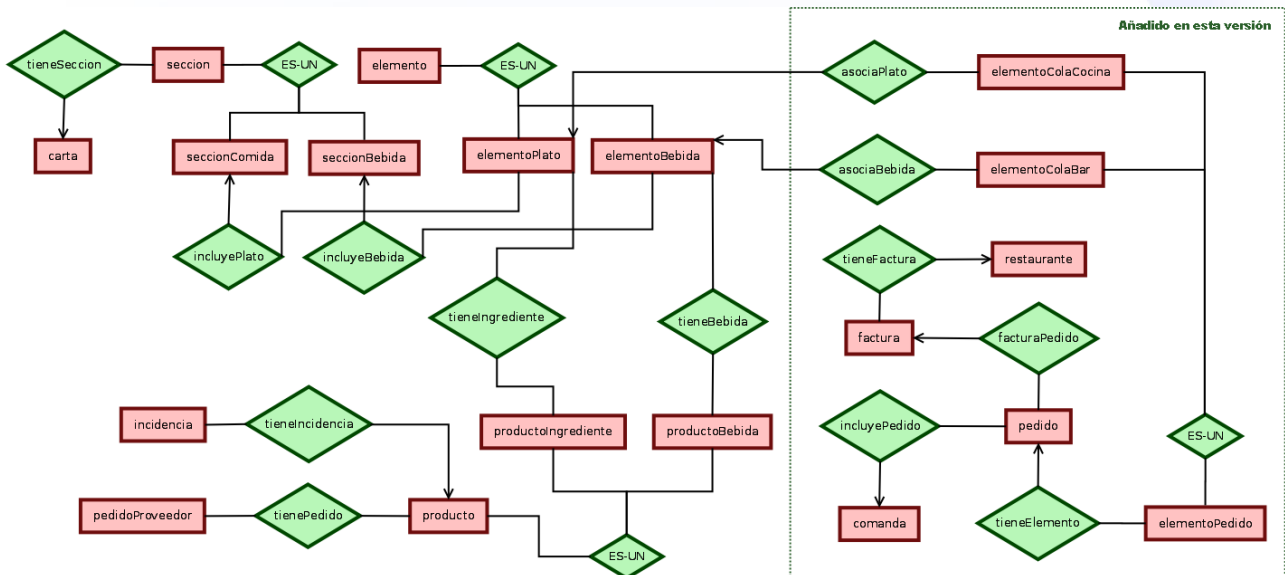 Añadido en esta versión
tieneSeccion
seccion
ES-UN
elemento
ES-UN
asociaPlato
elementoColaCocina
carta
seccionComida
seccionBebida
elementoPlato
elementoBebida
asociaBebida
elementoColaBar
incluyePlato
incluyeBebida
tieneFactura
restaurante
tieneIngrediente
tieneBebida
factura
facturaPedido
incidencia
tieneIncidencia
productoIngrediente
productoBebida
incluyePedido
pedido
ES-UN
pedidoProveedor
tienePedido
producto
ES-UN
comanda
tieneElemento
elementoPedido